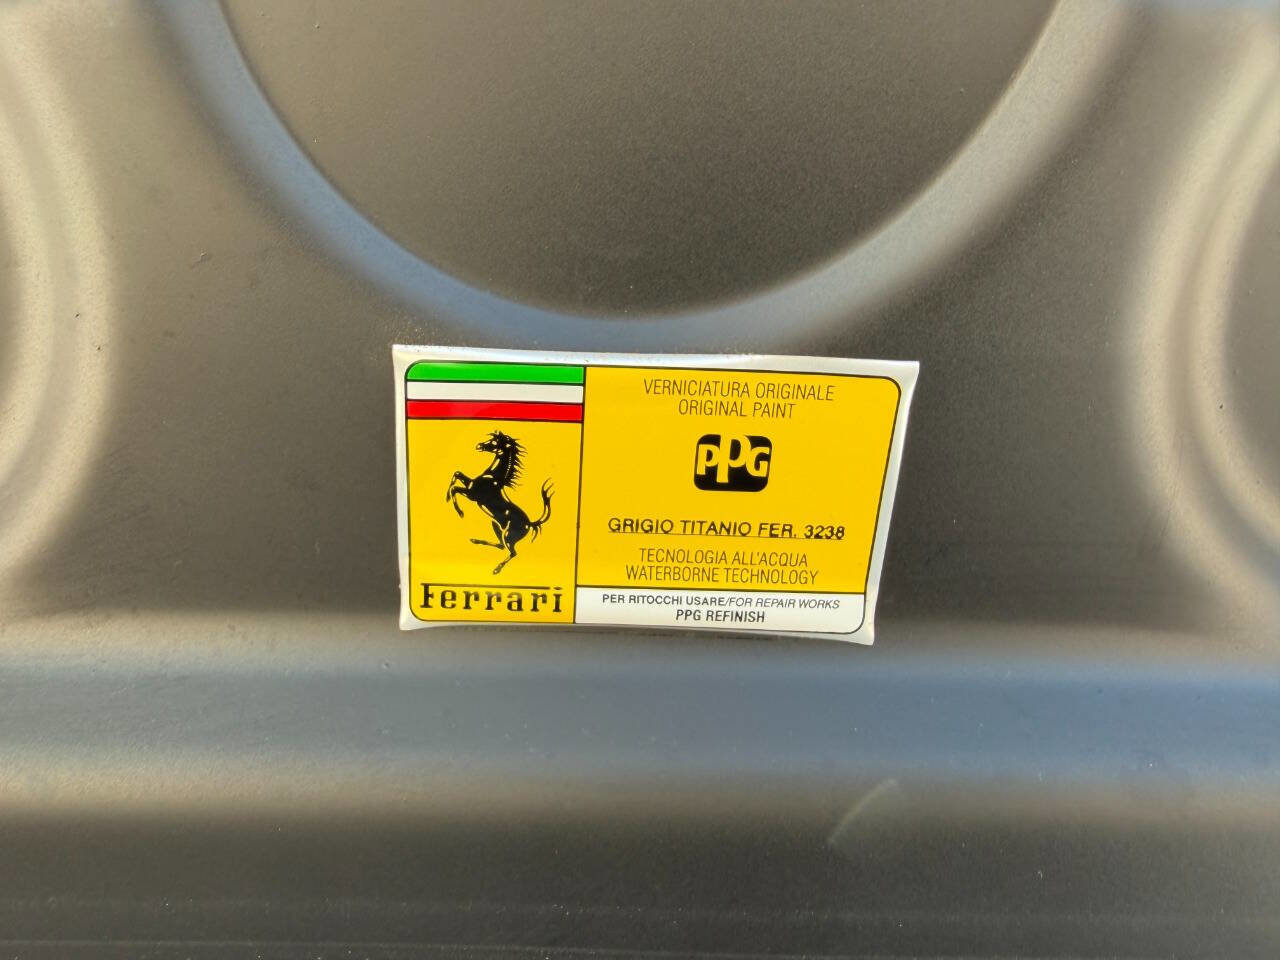 Ferrari
VERNICIATURA ORIGINALE
ORIGINAL PAINT
PPG
GRIGIO TITANIO FER. 3238
TECNOLOGIA ALL'ACQUA
WATERBORNE TECHNOLOGY
PER RITOCCHI USARE/FOR REPAIR WORKS
PPG REFINISH